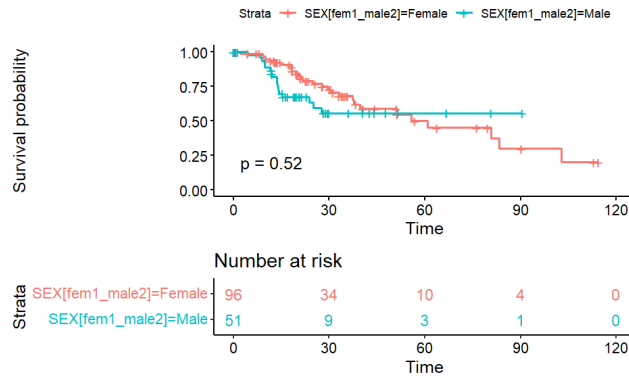 Strata SEX[fem1_male2]=Female SEX[fem1_male2]=Male
Survival probability
1.00
0.75
0.50
0.25
0.00
p = 0.52
0 30 60 90 120
Time
Number at risk
Strata
SEX[fem1_male2]=Female 96 34 10 4 0
SEX[fem1_male2]=Male 51 9 3 1 0
0 30 60 90 120
Time